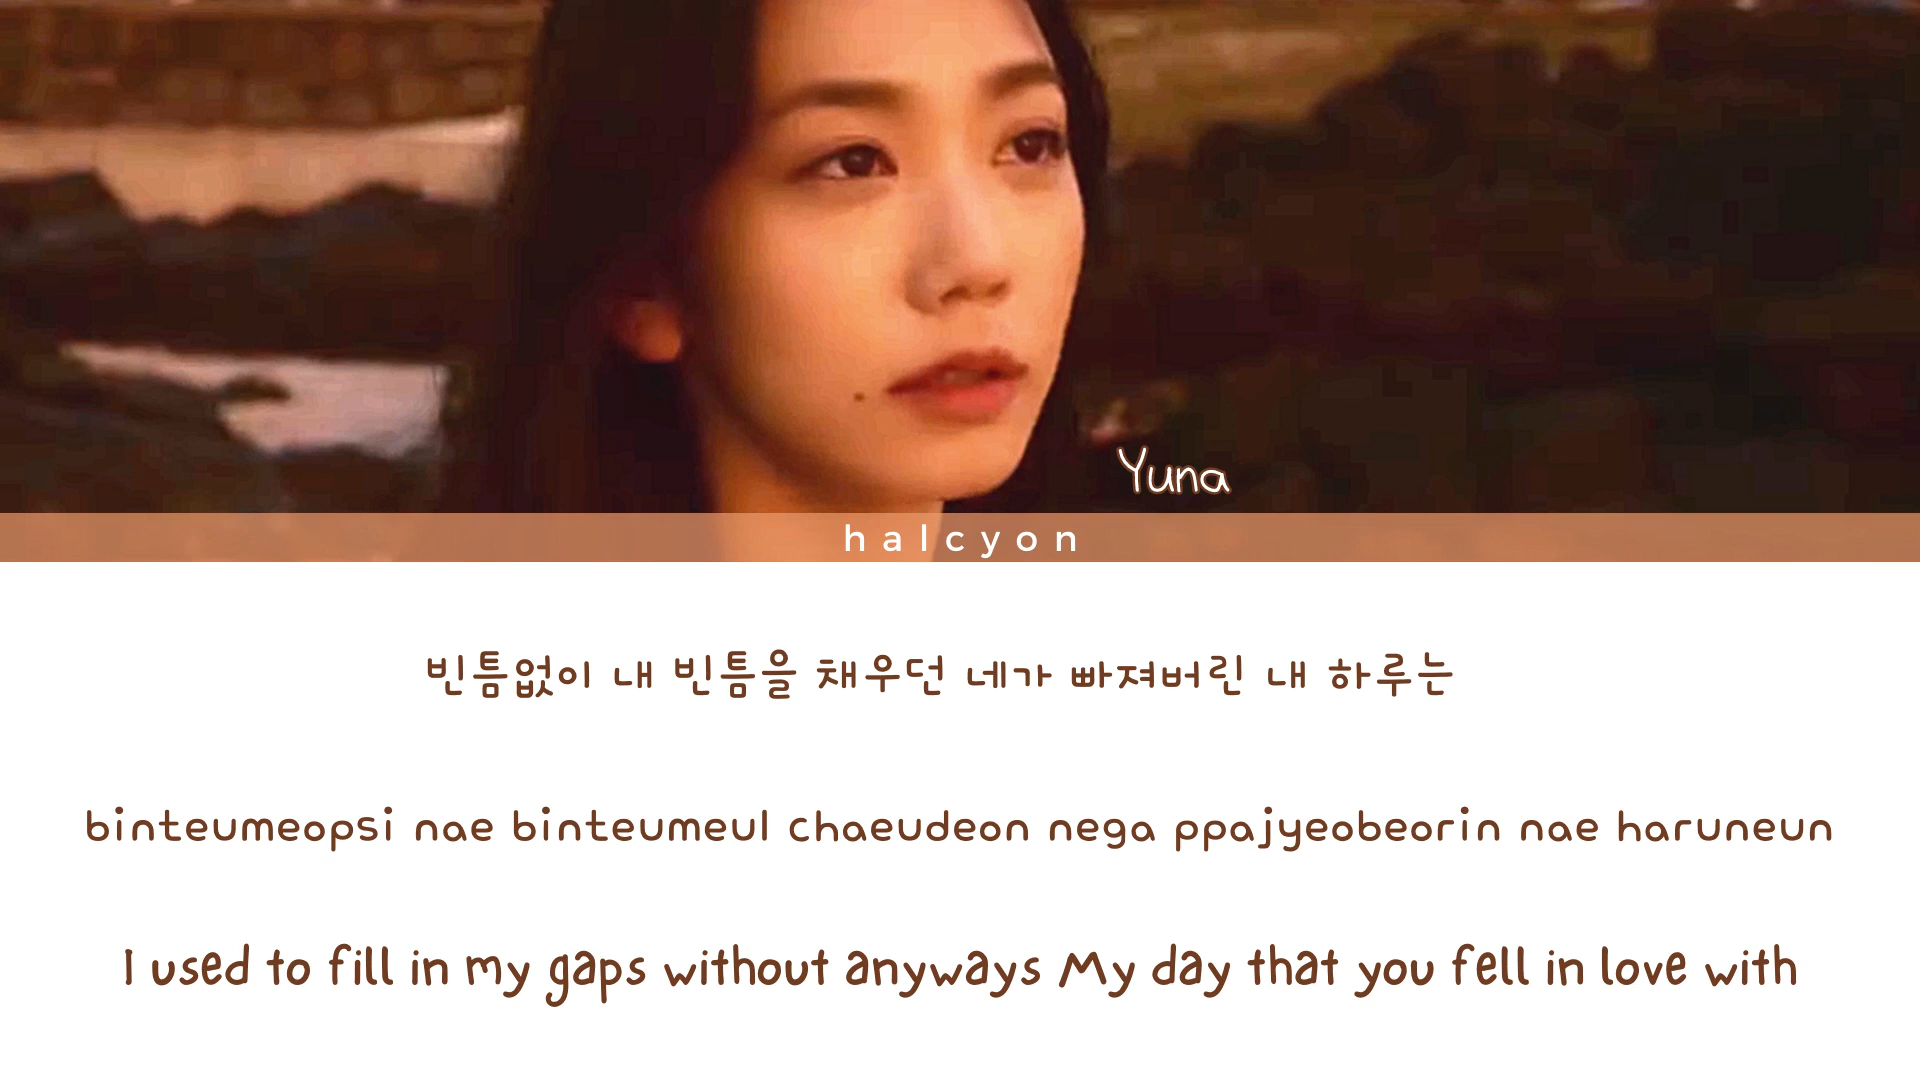 Yuna
halcyon
빈틈없이 내 빈틈을 채우던 네가 빠져버린 내 하루는
binteumeopsi nae binteumeul chaeudeon nega ppajyeobeorin nae haruneun
I used to fill in my gaps without anyways My day that you fell in love with